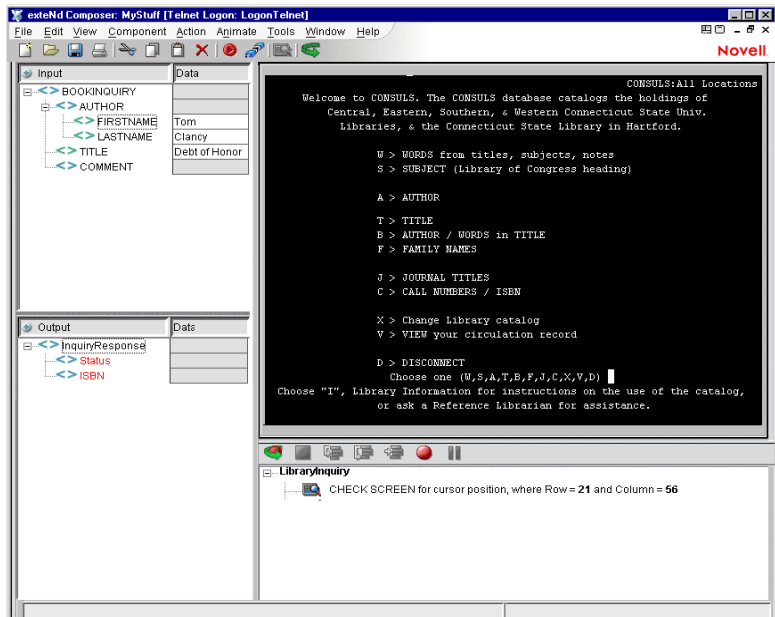 exteNd Composer: MyStuff [Telnet Logon: LogonTelnet]
File Edit View Component Action Animate Tools Window Help
Novell
Input Data
BOOKINQUIRY
AUTHOR
FIRSTNAME Tom
LASTNAME Clancy
TITLE Debt of Honor
COMMENT
CONSULS:All Locations
Welcome to CONSULS. The CONSULS database catalogs the holdings of
Central, Eastern, Southern, & Western Connecticut State Univ.
Libraries, & the Connecticut State Library in Hartford.
W > WORDS from titles, subjects, notes
S > SUBJECT (Library of Congress heading)
A > AUTHOR
T > TITLE
B > AUTHOR / WORDS in TITLE
F > FAMILY NAMES
J > JOURNAL TITLES
C > CALL NUMBERS / ISBN
X > Change Library catalog
V > VIEW your circulation record
D > DISCONNECT
Choose one (W,S,A,T,B,F,J,C,X,V,D)
Choose "I", Library Information for instructions on the use of the catalog,
or ask a Reference Librarian for assistance.
Output Data
InquiryResponse
Status
ISBN
LibraryInquiry
CHECK SCREEN for cursor position, where Row = 21 and Column = 56